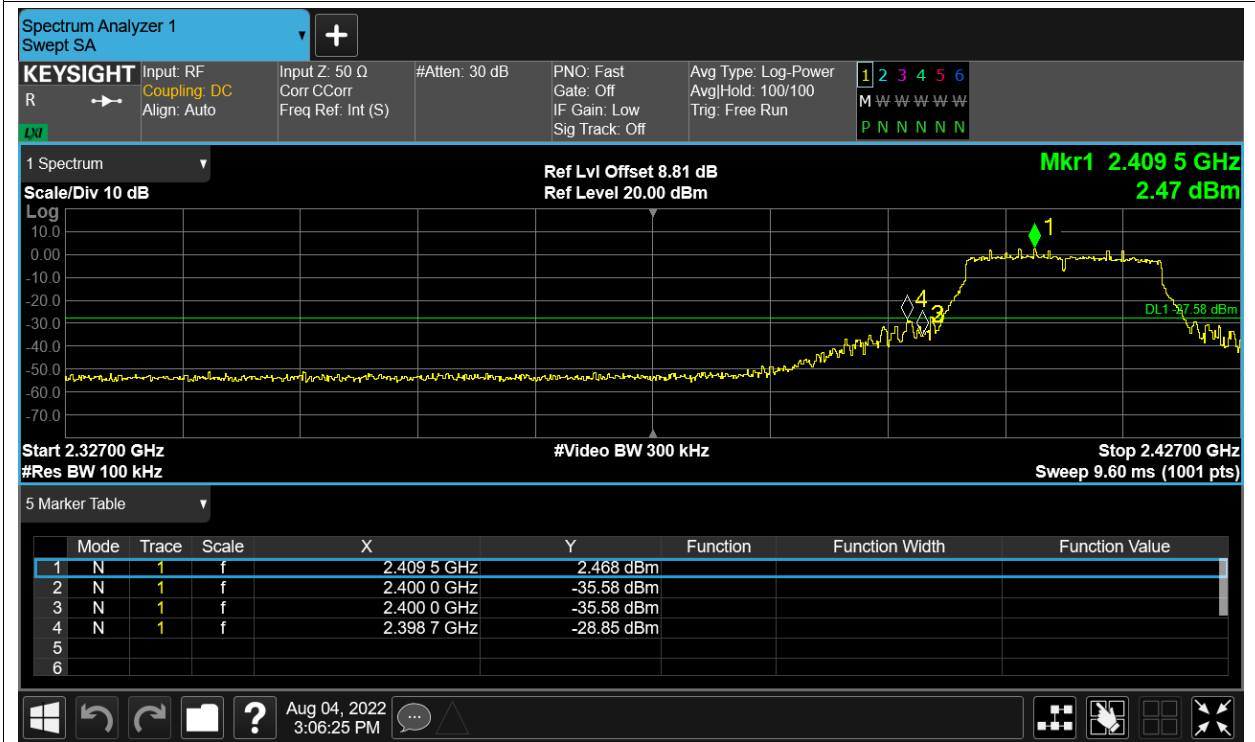 Spectrum Analyzer 1
Swept SA
KEYSIGHT Input: RF Input Z: 50 Ω #Atten: 30 dB PNO: Fast Avg Type: Log-Power 1 2 3 4 5 6
R Coupling: DC Corr CCorr Gate: Off Avg|Hold: 100/100 M W W W W W
Align: Auto Freq Ref: Int (S) IF Gain: Low Trig: Free Run
LXI Sig Track: Off P N N N N N
1 Spectrum Ref Lvl Offset 8.81 dB Mkr1 2.409 5 GHz
Scale/Div 10 dB Ref Level 20.00 dBm 2.47 dBm
Log
10.0 1
0.00
-10.0
-20.0 4
DL1 -27.58 dBm
-30.0
-40.0
-50.0
-60.0
-70.0
Start 2.32700 GHz #Video BW 300 kHz Stop 2.42700 GHz
#Res BW 100 kHz Sweep 9.60 ms (1001 pts)
5 Marker Table
Mode Trace Scale X Y Function Function Width Function Value
1 N 1 f 2.409 5 GHz 2.468 dBm
2 N 1 f 2.400 0 GHz -35.58 dBm
3 N 1 f 2.400 0 GHz -35.58 dBm
4 N 1 f 2.398 7 GHz -28.85 dBm
5
6
? Aug 04, 2022
3:06:25 PM